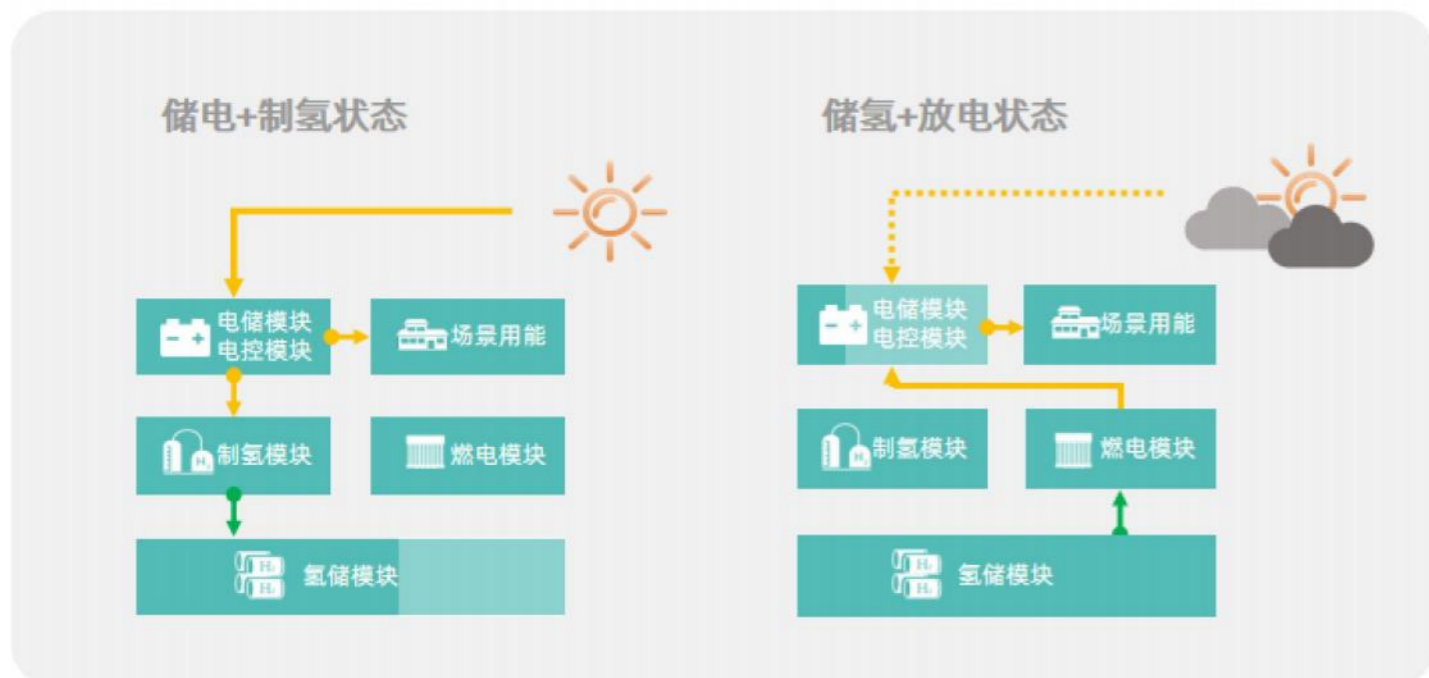 储电+制氢状态
储氢+放电状态
电储模块
电控模块
场景用能
制氢模块
燃电模块
氢储模块
电储模块
电控模块
场景用能
制氢模块
燃电模块
氢储模块